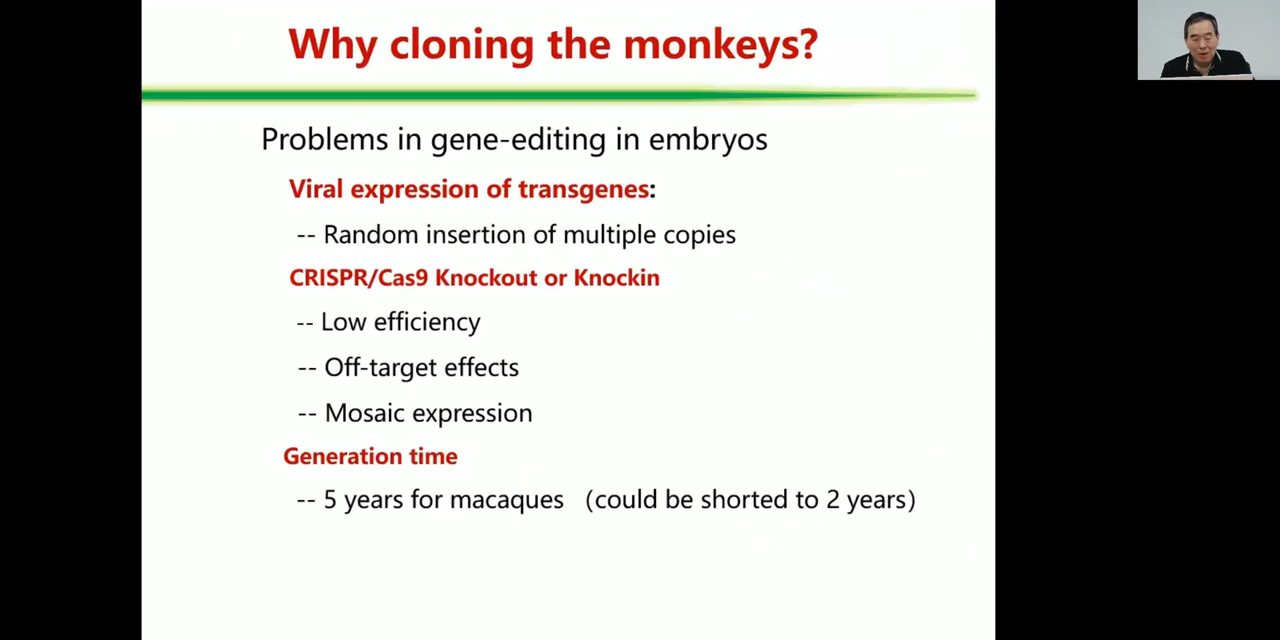 Why cloning the monkeys?
Problems in gene-editing in embryos
Viral expression of transgenes:
-- Random insertion of multiple copies
CRISPR/Cas9 Knockout or Knockin
-- Low efficiency
-- Off-target effects
-- Mosaic expression
Generation time
-- 5 years for macaques (could be shorted to 2 years)